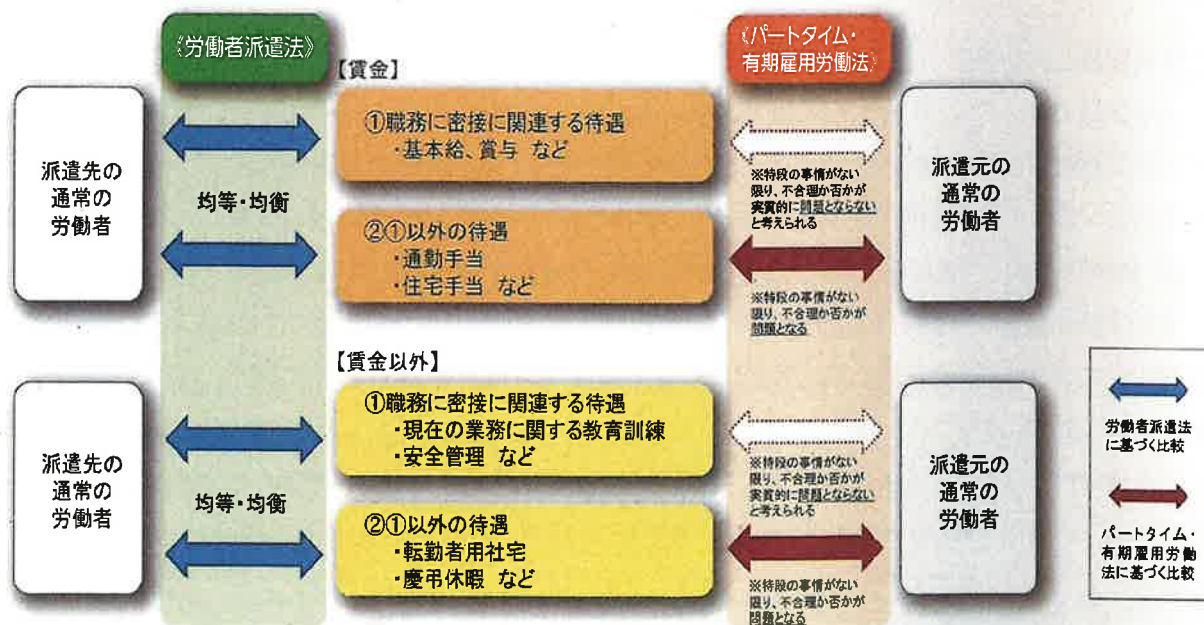 《労働者派遣法》
《パートタイム・
有期雇用労働法》
【賃金】
派遣先の
通常の
労働者
均等・均衡
①職務に密接に関連する待遇
・基本給、賞与 など
②①以外の待遇
・通勤手当
・住宅手当 など
※特段の事情がない
限り、不合理か否かが
実質的に問題とならない
と考えられる
※特段の事情がない
限り、不合理か否かが
問題となる
派遣元の
通常の
労働者
【賃金以外】
派遣先の
通常の
労働者
均等・均衡
①職務に密接に関連する待遇
・現在の業務に関する教育訓練
・安全管理 など
②①以外の待遇
・転勤者用社宅
・慶弔休暇 など
※特段の事情がない
限り、不合理か否かが
実質的に問題とならない
と考えられる
※特段の事情がない
限り、不合理か否かが
問題となる
派遣元の
通常の
労働者
労働者派遣法
に基づく比較
パートタイム・
有期雇用労働
法に基づく比較